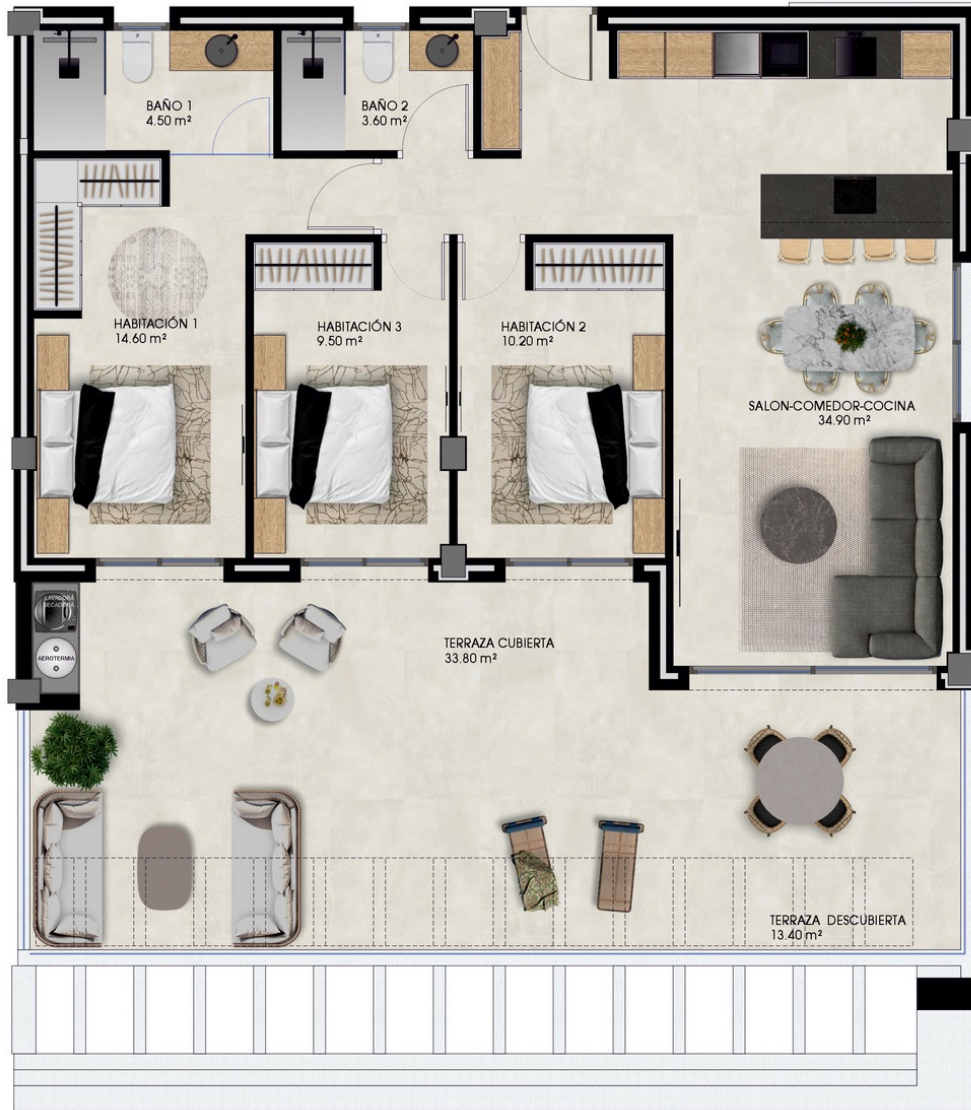 BAÑO 1
4.50 m²
BAÑO 2
3.60 m²
HABITACIÓN 1
14.60 m²
HABITACIÓN 3
9.50 m²
HABITACIÓN 2
10.20 m²
SALON-COMEDOR-COCINA
34.90 m²
LAVADORA
SECADORA
AEROTERMIA
TERRAZA CUBIERTA
33.80 m²
TERRAZA DESCUBIERTA
13.40 m²